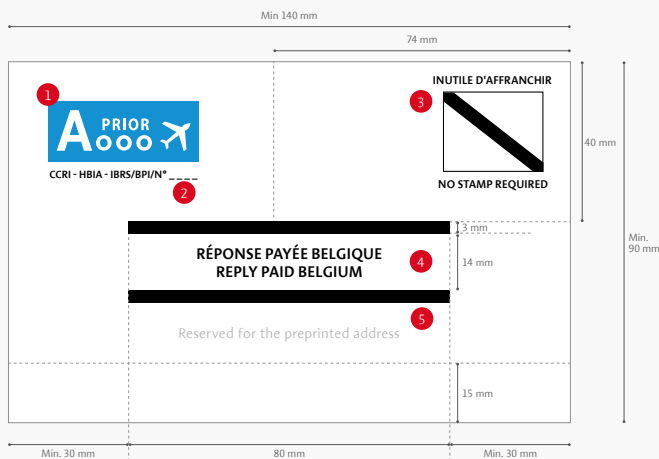 Min 140 mm
74 mm
1
A PRIOR
CCRI - HBIA - IBRS/BPI/N° _ _ _ _
2
INUTILE D'AFFRANCHIR
3
NO STAMP REQUIRED
40 mm
Min.
90 mm
3 mm
RÉPONSE PAYÉE BELGIQUE
REPLY PAID BELGIUM
4
14 mm
5
Reserved for the preprinted address
15 mm
Min. 30 mm
80 mm
Min. 30 mm